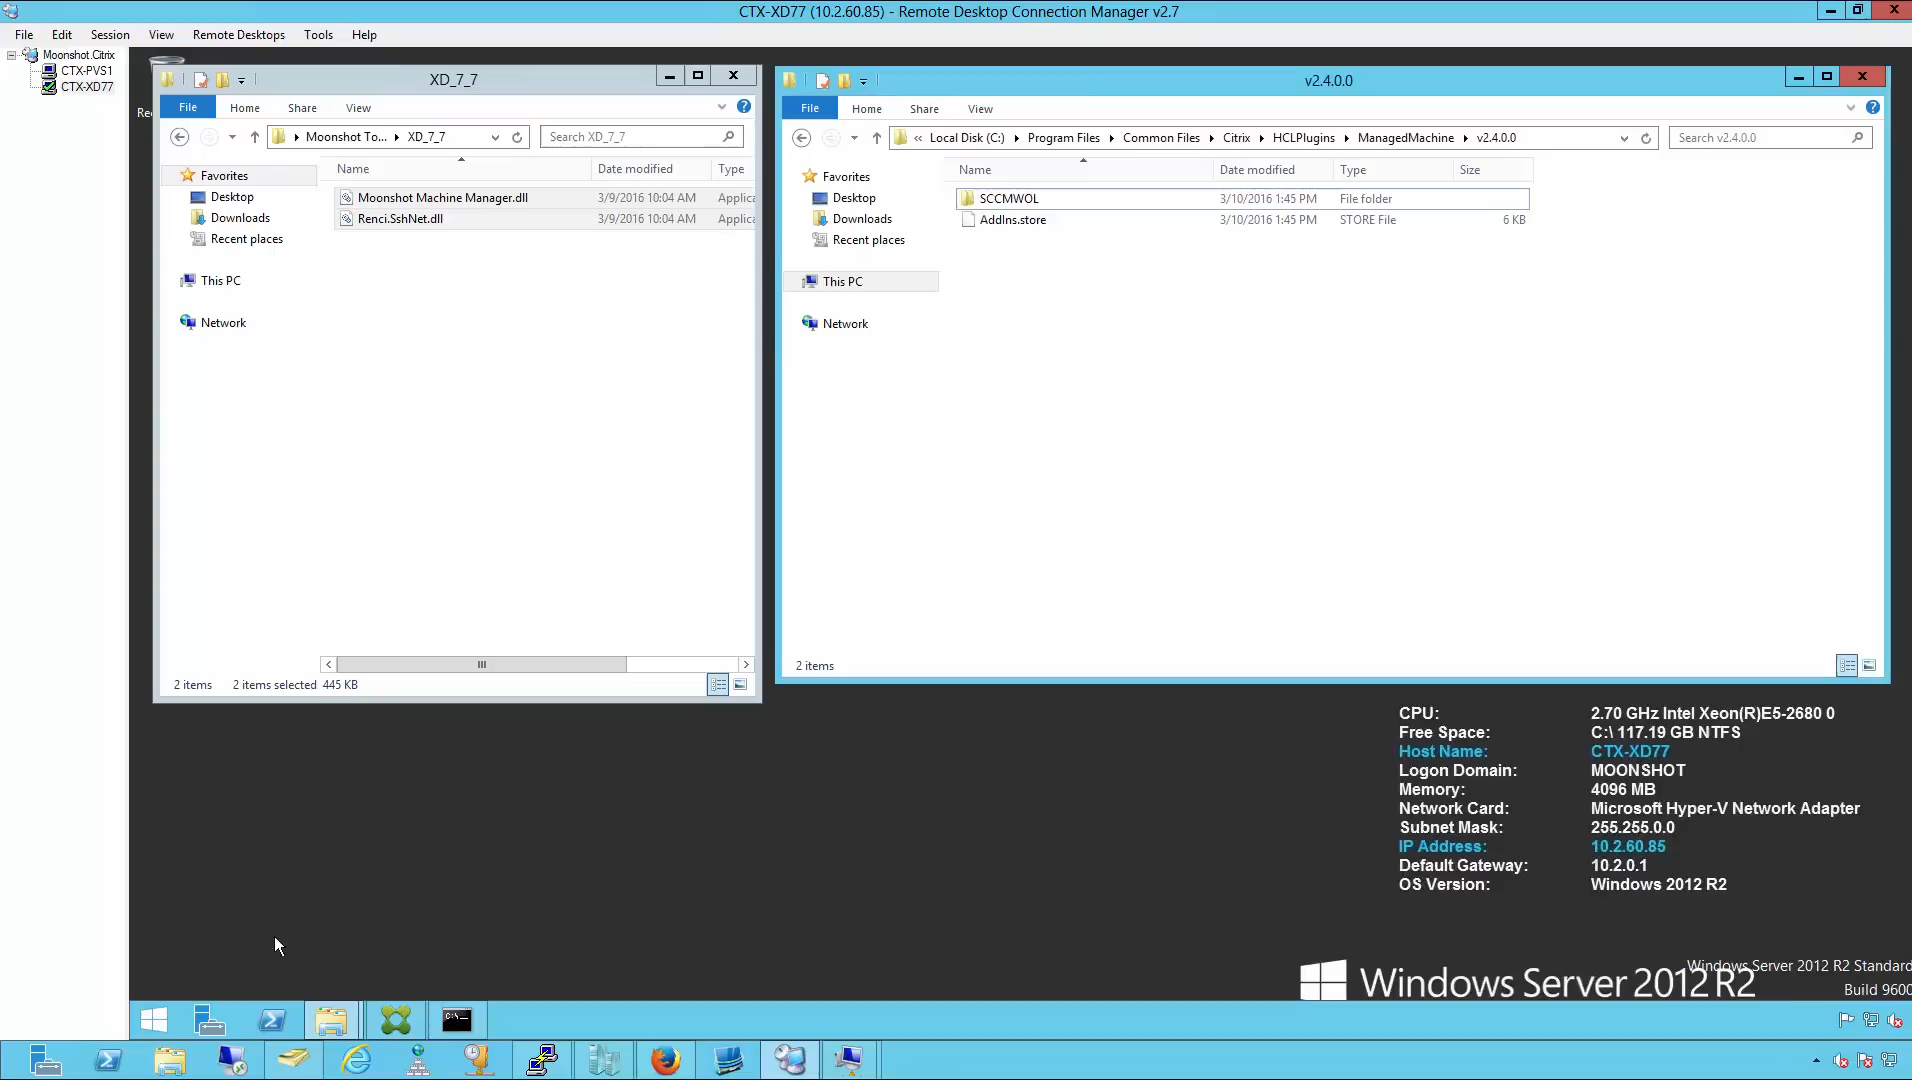 CTX-XD77 (10.2.60.85) - Remote Desktop Connection Manager v2.7
File Edit Session View Remote Desktops Tools Help
Moonshot.Citrix
CTX-PVS1
CTX-XD77
XD_7_7
File Home Share View
Moonshot To... XD_7_7 Search XD_7_7
Name Date modified Type
Favorites
Desktop
Downloads
Recent places
This PC
Network
Moonshot Machine Manager.dll 3/9/2016 10:04 AM Applica
Renci.SshNet.dll 3/9/2016 10:04 AM Applica
2 items 2 items selected 445 KB
v2.4.0.0
File Home Share View
« Local Disk (C:) Program Files Common Files Citrix HCLPlugins ManagedMachine v2.4.0.0 Search v2.4.0.0
Name Date modified Type Size
Favorites
Desktop
Downloads
Recent places
This PC
Network
SCCMWOL 3/10/2016 1:45 PM File folder
AddIns.store 3/10/2016 1:45 PM STORE File 6 KB
2 items
CPU: 2.70 GHz Intel Xeon(R)E5-2680 0
Free Space: C:\ 117.19 GB NTFS
Host Name: CTX-XD77
Logon Domain: MOONSHOT
Memory: 4096 MB
Network Card: Microsoft Hyper-V Network Adapter
Subnet Mask: 255.255.0.0
IP Address: 10.2.60.85
Default Gateway: 10.2.0.1
OS Version: Windows 2012 R2
Windows Server 2012 R2 Standard
Windows Server 2012 R2
Build 9600